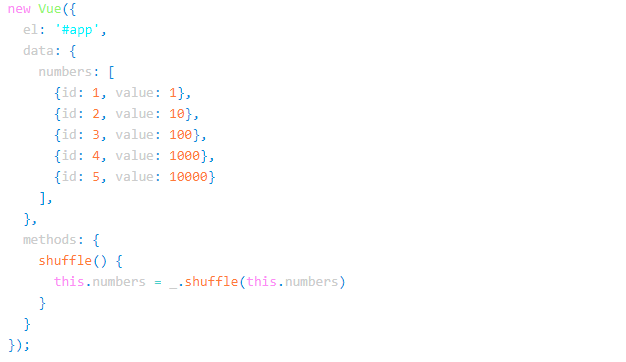 new Vue({
  el: '#app',
  data: {
    numbers: [
      {id: 1, value: 1},
      {id: 2, value: 10},
      {id: 3, value: 100},
      {id: 4, value: 1000},
      {id: 5, value: 10000}
    ],
  },
  methods: {
    shuffle() {
      this.numbers = _.shuffle(this.numbers)
    }
  }
});